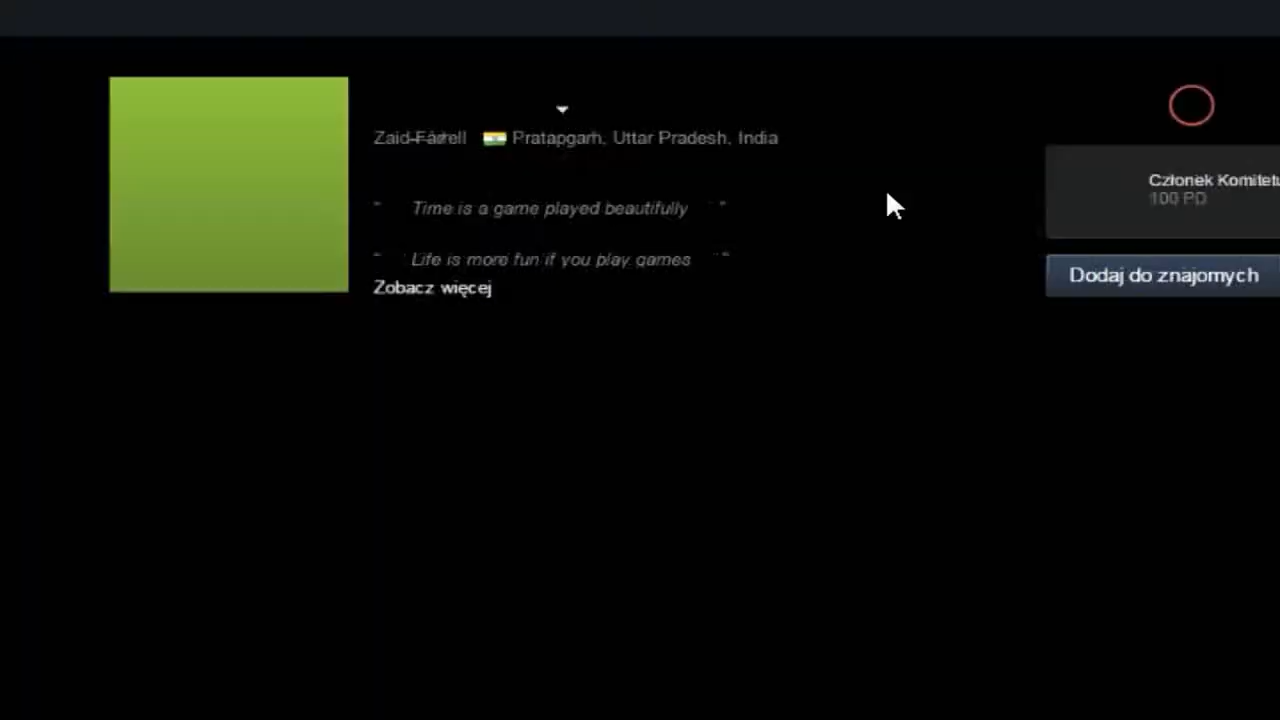 Zaid Farrell Pratapgarh, Uttar Pradesh, India
" Time is a game played beautifully "
" Life is more fun if you play games "
Zobacz więcej
Członek Komitetu
100 PD
Dodaj do znajomych